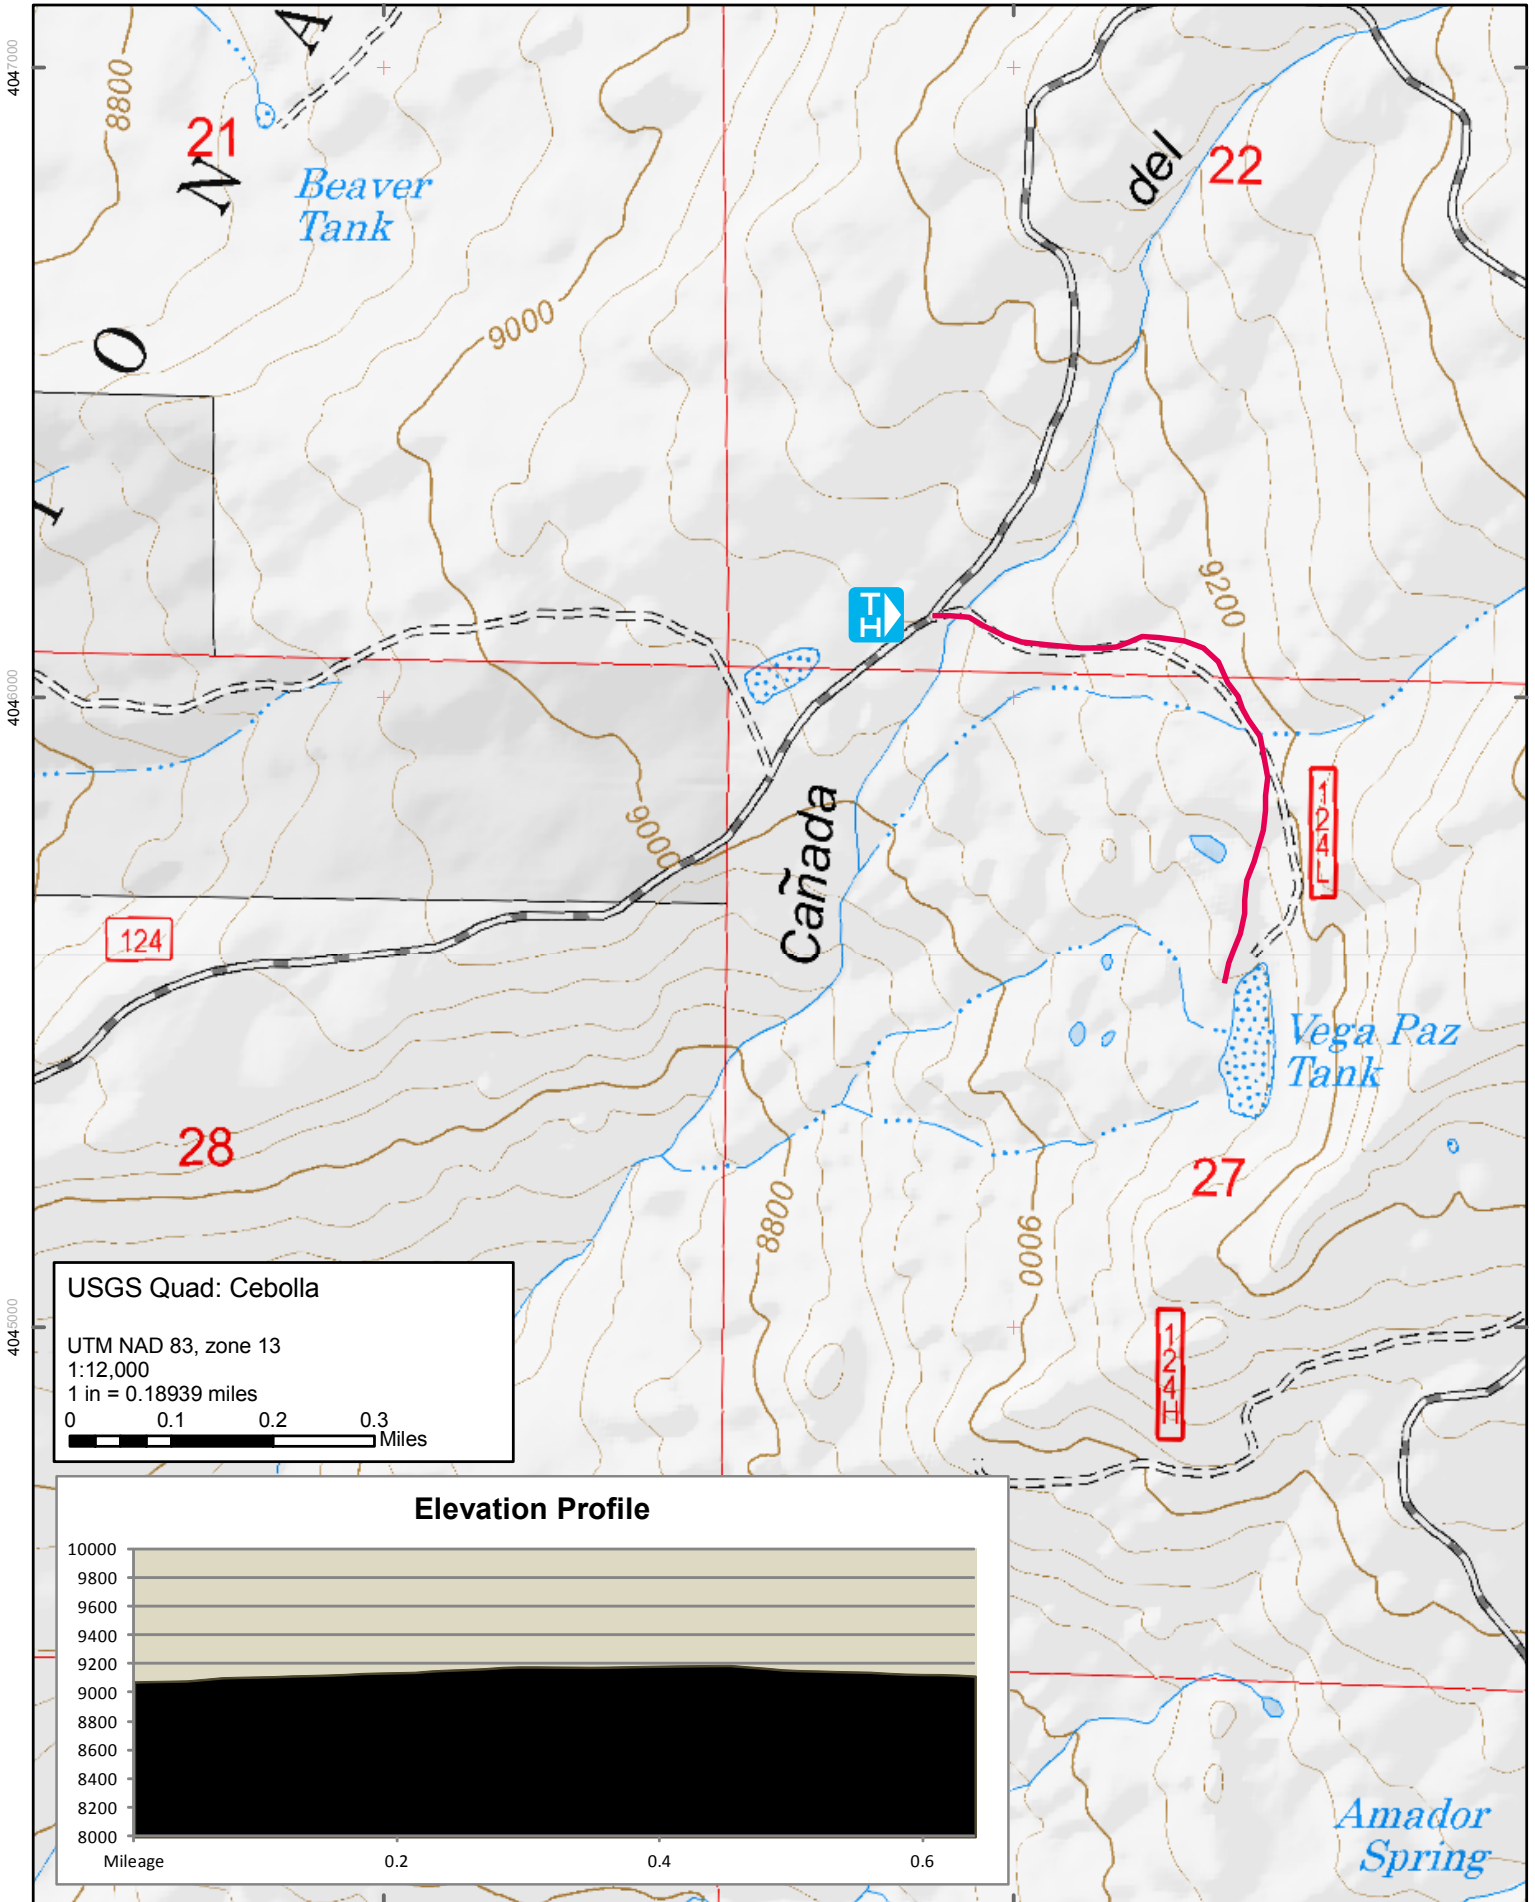 4047000
8800
A
21
N
Beaver
Tank
del
22
9000
O
I
T
H
9200
4046000
9000
Cañada
124
124L
Vega Paz
Tank
28
27
8800
9000
USGS Quad: Cebolla
UTM NAD 83, zone 13
1:12,000
1 in = 0.18939 miles
0 0.1 0.2 0.3
Miles
4045000
124H
Elevation Profile
10000
9800
9600
9400
9200
9000
8800
8600
8400
8200
8000
Mileage 0.2 0.4 0.6
Amador
Spring